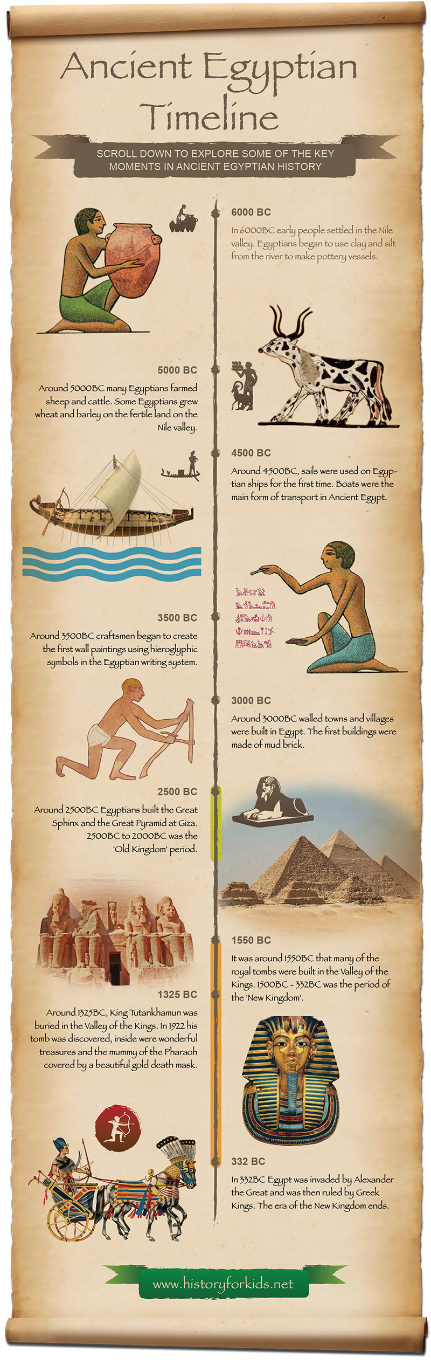 Ancient Egyptian
Timeline
SCROLL DOWN TO EXPLORE SOME OF THE KEY
MOMENTS IN ANCIENT EGYPTIAN HISTORY
6000 BC
In 6000BC early people settled in the Nile
valley. Egyptians began to use clay and silt
from the river to make pottery vessels.
5000 BC
Around 5000BC many Egyptians farmed
sheep and cattle. Some Egyptians grew
wheat and barley on the fertile land on the
Nile valley.
4500 BC
Around 4500BC, sails were used on Egyp-
tian ships for the first time. Boats were the
main form of transport in Ancient Egypt.
3500 BC
Around 3500BC craftsmen began to create
the first wall paintings using hieroglyphic
symbols in the Egyptian writing system.
3000 BC
Around 3000BC walled towns and villages
were built in Egypt. The first buildings were
made of mud brick.
2500 BC
Around 2500BC Egyptians built the Great
Sphinx and the Great Pyramid at Giza.
2500BC to 2000BC was the
'Old Kingdom' period.
1550 BC
It was around 1550BC that many of the
royal tombs were built in the Valley of the
Kings. 1500BC - 332BC was the period of
the 'New Kingdom'.
1325 BC
Around 1325BC, King Tutankhamun was
buried in the Valley of the Kings. In 1922 his
tomb was discovered, inside were wonderful
treasures and the mummy of the Pharaoh
covered by a beautiful gold death mask.
332 BC
In 332BC Egypt was invaded by Alexander
the Great and was then ruled by Greek
Kings. The era of the New Kingdom ends.
www.historyforkids.net